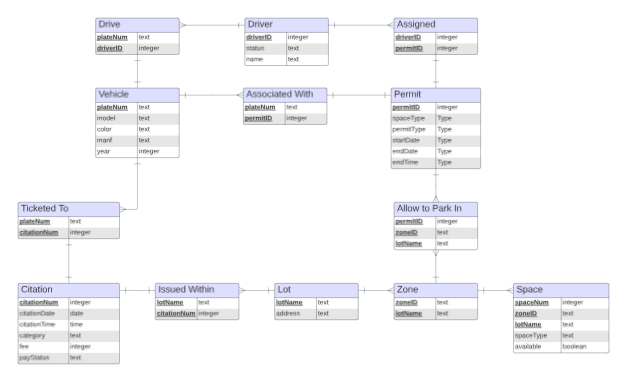 Drive
plateNum text
driverID integer
Driver
driverID integer
status text
name text
Assigned
driverID integer
permitID integer
Vehicle
plateNum text
model text
color text
manf text
year integer
Associated With
plateNum text
permitID integer
Permit
permitID integer
spaceType Type
permitType Type
startDate Type
endDate Type
endTime Type
Ticketed To
plateNum text
citationNum integer
Allow to Park In
permitID integer
zoneID text
lotName text
Citation
citationNum integer
citationDate date
citationTime time
category text
fee integer
payStatus text
Issued Within
lotName text
citationNum integer
Lot
lotName text
address text
Zone
zoneID text
lotName text
Space
spaceNum integer
zoneID text
lotName text
spaceType text
available boolean